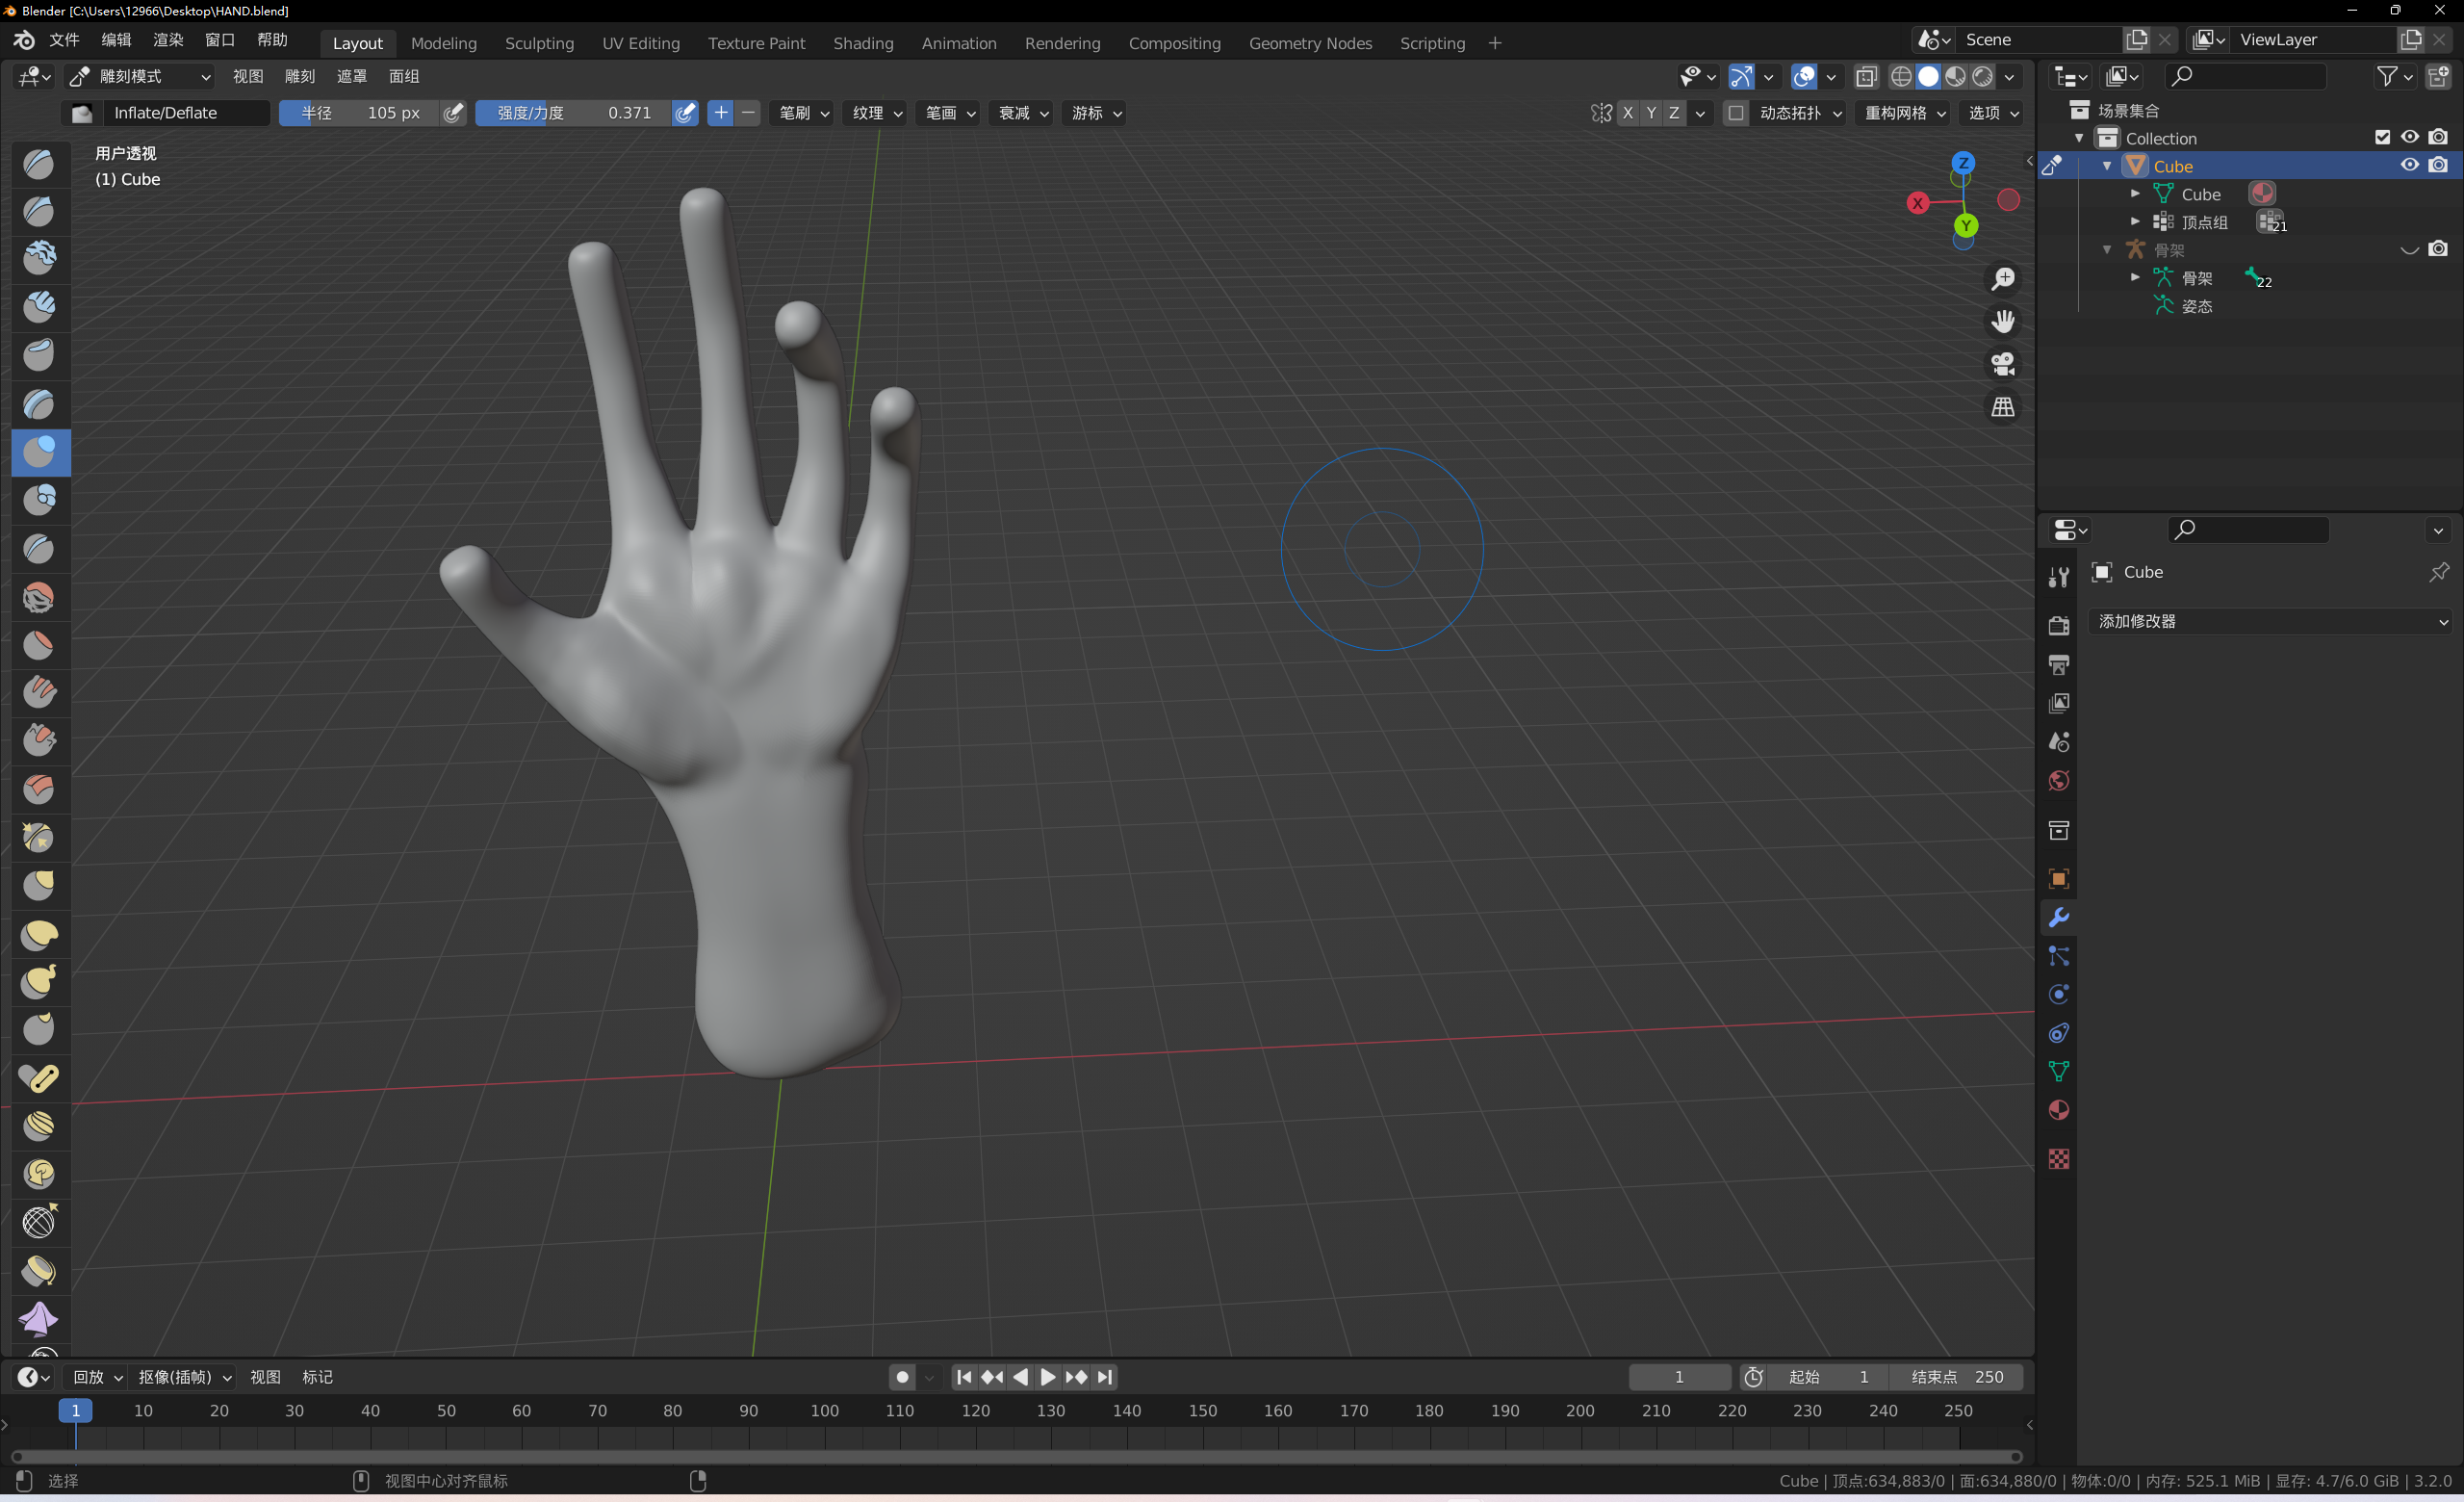 Blender [C:\Users\12966\Desktop\HAND.blend]
文件 编辑 渲染 窗口 帮助 Layout Modeling Sculpting UV Editing Texture Paint Shading Animation Rendering Compositing Geometry Nodes Scripting + Scene ViewLayer
雕刻模式 视图 雕刻 遮罩 面组
Inflate/Deflate 半径 105 px 强度/力度 0.371 笔刷 纹理 笔画 衰减 游标 X Y Z 动态拓扑 重构网格 选项
用户透视
(1) Cube
Z
X
Y
场景集合
Collection
Cube
Cube
顶点组 21
骨架
骨架 22
姿态
Cube
添加修改器
回放 抠像(插帧) 视图 标记 1 起始 1 结束点 250
1 10 20 30 40 50 60 70 80 90 100 110 120 130 140 150 160 170 180 190 200 210 220 230 240 250
选择 视图中心对齐鼠标 Cube | 顶点:634,883/0 | 面:634,880/0 | 物体:0/0 | 内存: 525.1 MiB | 显存: 4.7/6.0 GiB | 3.2.0